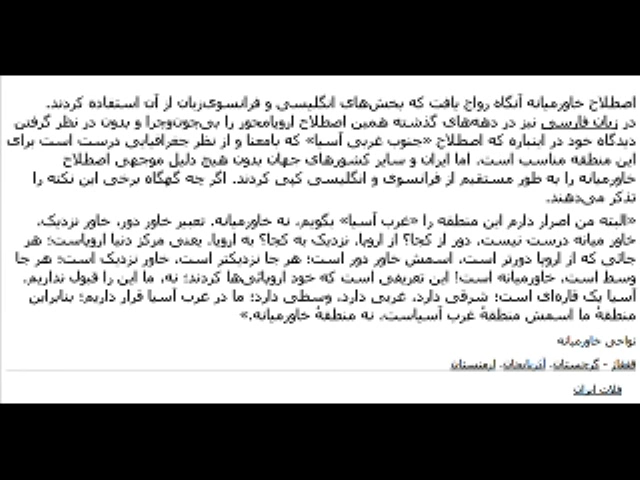 اصطلاح خاورمیانه آنگاه رواج یافت که بخش‌های انگلیسی و فرانسوی‌زبان از آن استفاده کردند.
در زبان فارسی نیز در دهه‌های گذشته همین اصطلاح اروپامحور را بی‌چون‌وچرا و بدون در نظر گرفتن
دیدگاه خود در اینباره که اصطلاح «جنوب غربی آسیا» که بامعنا و از نظر جغرافیایی درست است برای
این منطقه مناسب است. اما ایران و سایر کشورهای جهان بدون هیچ دلیل موجهی اصطلاح
خاورمیانه را به طور مستقیم از فرانسوی و انگلیسی کپی کردند. اگر چه گهگاه برخی این نکته را
تذکر می‌دهند.
«البته من اصرار دارم این منطقه را «غرب آسیا» بگویم، نه خاورمیانه. تعبیر خاور دور، خاور نزدیک،
خاور میانه درست نیست. دور از کجا؟ از اروپا. نزدیک به کجا؟ به اروپا. یعنی مرکز دنیا اروپاست؛ هر
جائی که از اروپا دورتر است، اسمش خاور دور است؛ هر جا نزدیکتر است، خاور نزدیک است؛ هر جا
وسط است، خاورمیانه است! این تعریفی است که خود اروپائی‌ها کردند؛ نه، ما این را قبول نداریم.
آسیا یک قاره‌ای است؛ شرقی دارد، غربی دارد، وسطی دارد؛ ما در غرب آسیا قرار داریم؛ بنابراین
منطقهٔ ما اسمش منطقهٔ غرب آسیاست، نه منطقهٔ خاورمیانه.»
نواحی خاورمیانه
قفقاز - گرجستان، آذربایجان، ارمنستان
فلات ایران